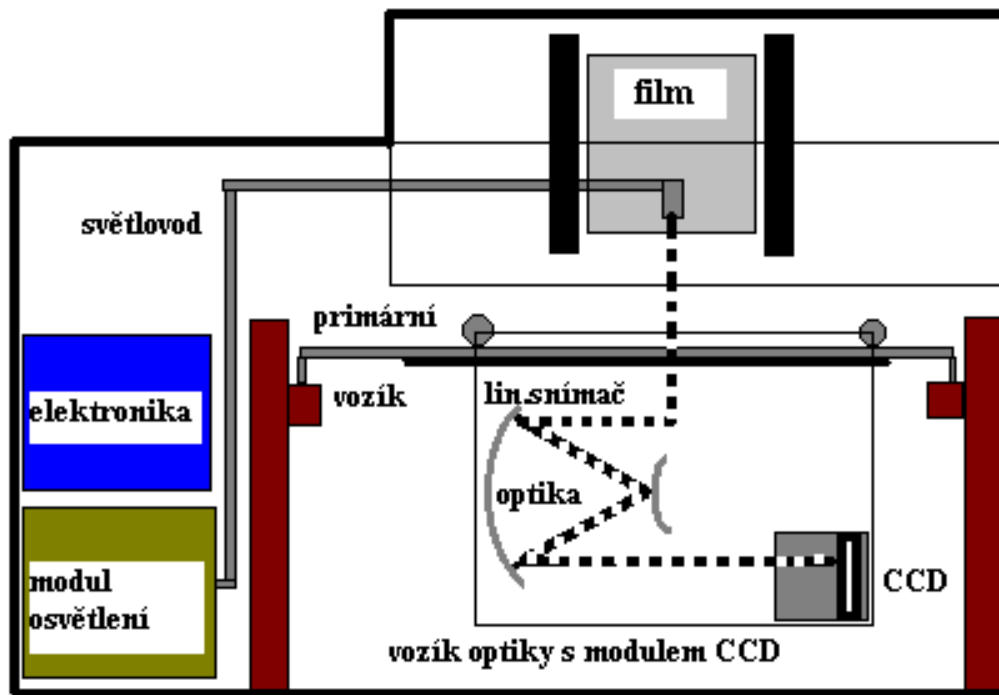 film
světlovod
primární
vozík
lin.snímač
elektronika
optika
modul
osvětlení
CCD
vozík optiky s modulem CCD